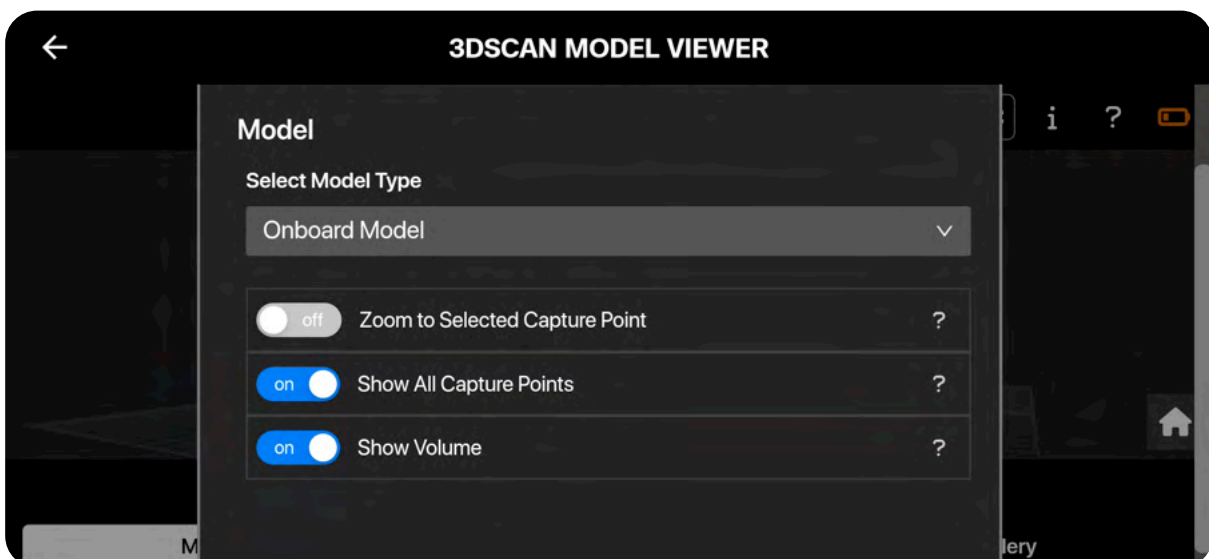 3DSCAN MODEL VIEWER
i ?
Model
Select Model Type
Onboard Model
off Zoom to Selected Capture Point ?
on Show All Capture Points ?
on Show Volume ?